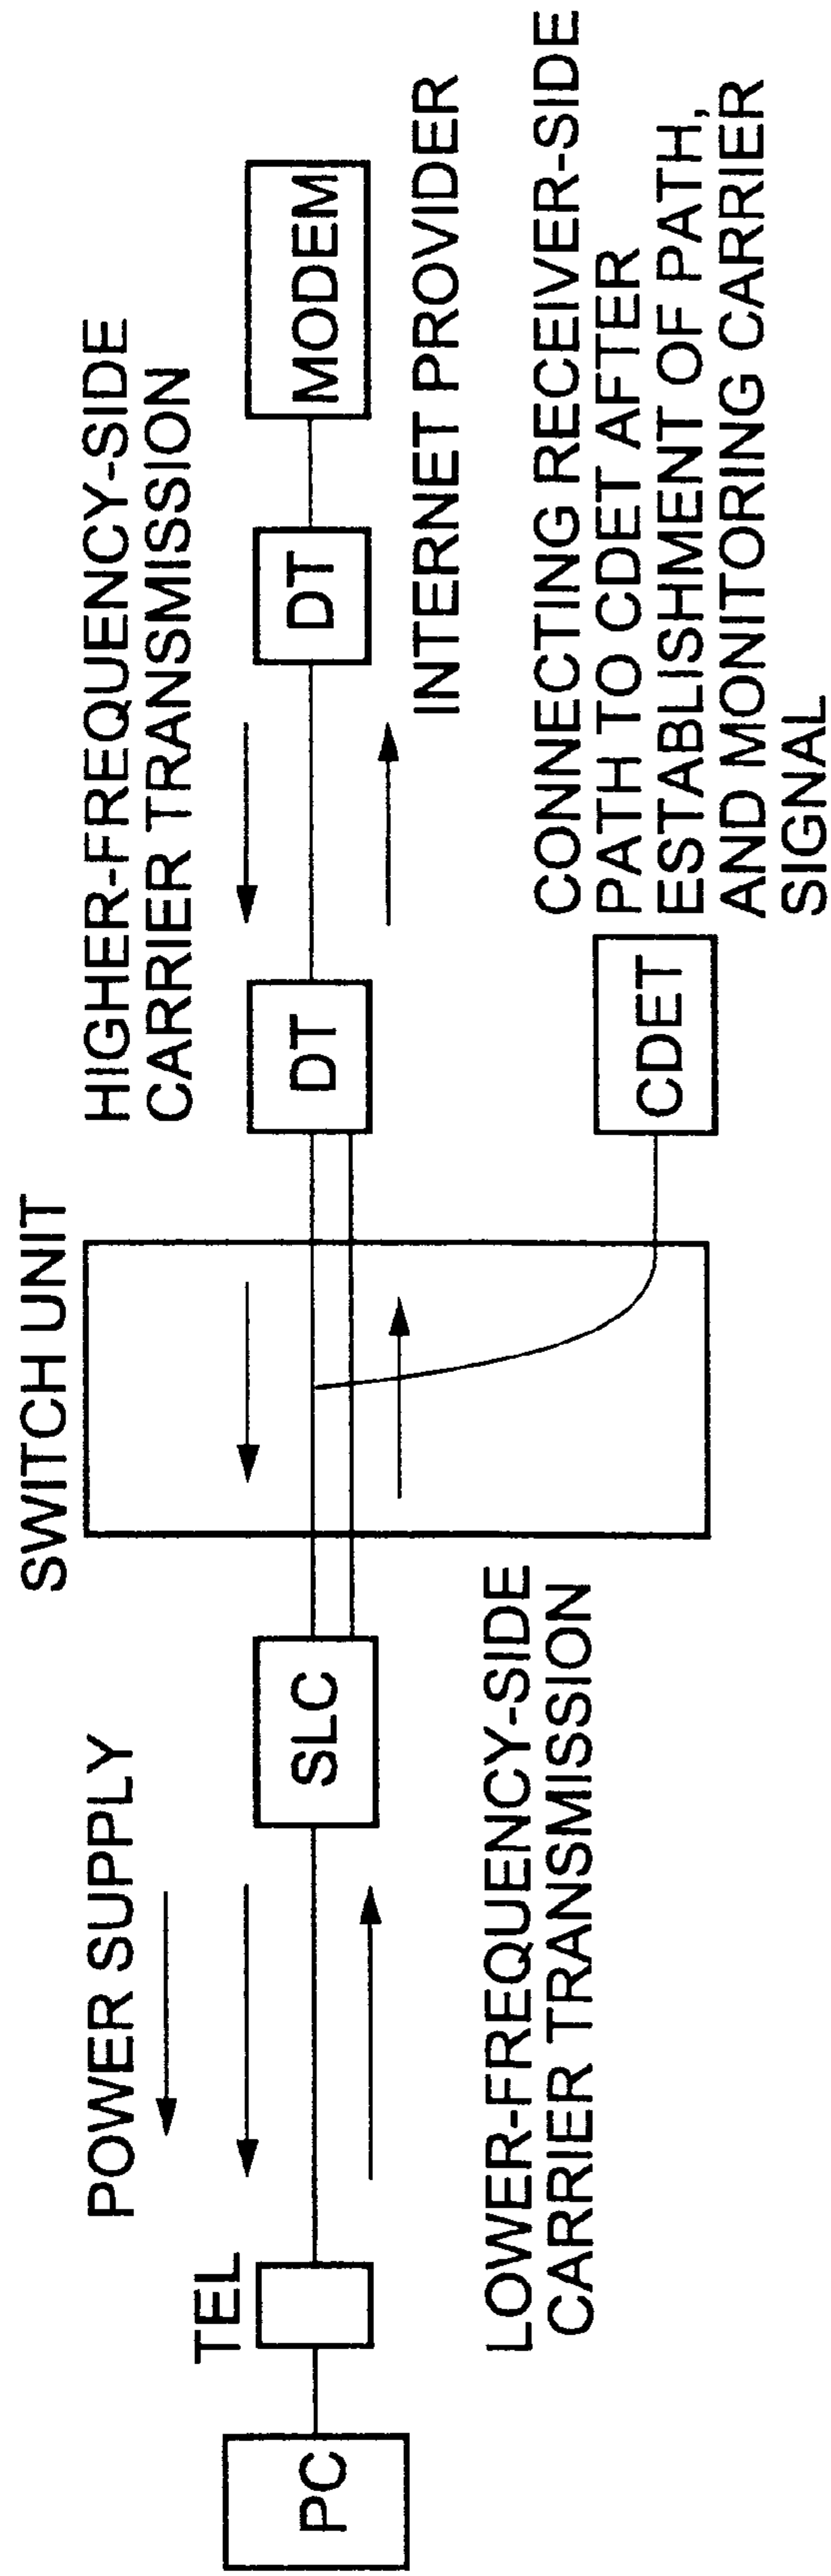 SWITCH UNIT
HIGHER-FREQUENCY-SIDE
CARRIER TRANSMISSION
POWER SUPPLY
TEL
PC
SLC
DT
DT
MODEM
INTERNET PROVIDER
LOWER-FREQUENCY-SIDE
CARRIER TRANSMISSION
CDET
CONNECTING RECEIVER-SIDE
PATH TO CDET AFTER
ESTABLISHMENT OF PATH,
AND MONITORING CARRIER
SIGNAL